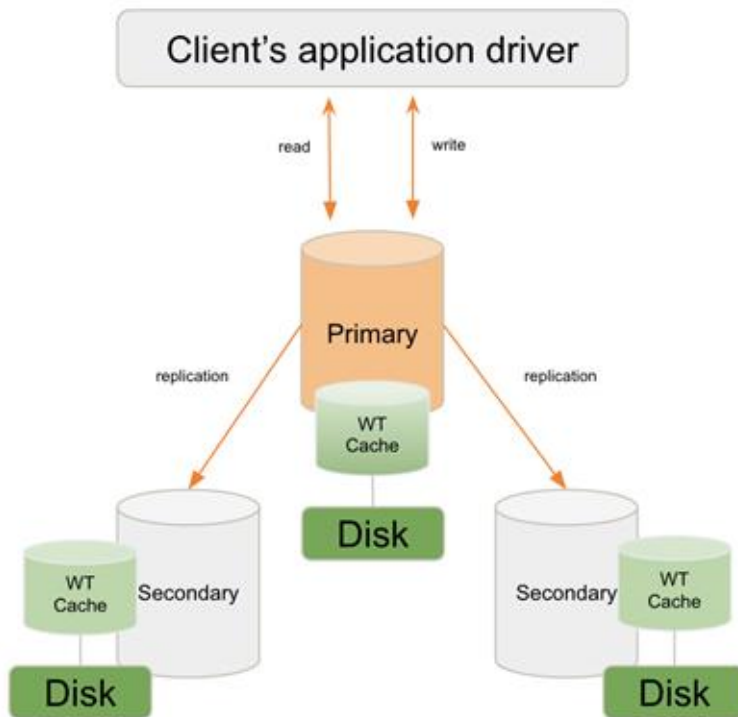 Client's application driver
read
write
Primary
replication
replication
WT
Cache
Disk
WT
Cache
Secondary
Disk
Secondary
WT
Cache
Disk